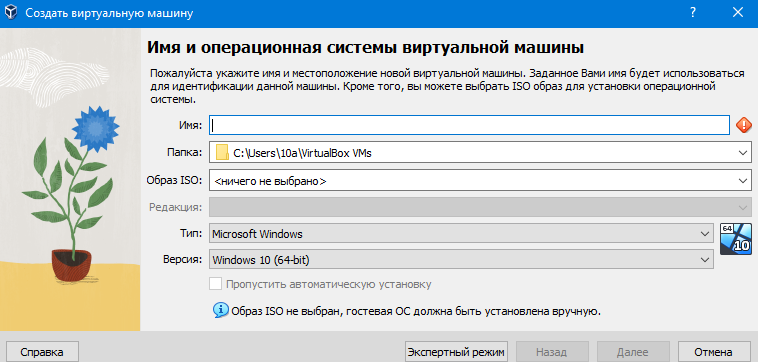 Создать виртуальную машину
? ×
Имя и операционная системы виртуальной машины
Пожалуйста укажите имя и местоположение новой виртуальной машины. Заданное Вами имя будет использоваться
для идентификации данной машины. Кроме того, вы можете выбрать ISO образ для установки операционной
системы.
Имя:
Папка: C:\Users\10a\VirtualBox VMs
Образ ISO: <ничего не выбрано>
Редакция:
Тип: Microsoft Windows 64
Версия: Windows 10 (64-bit) 10
Пропустить автоматическую установку
Образ ISO не выбран, гостевая ОС должна быть установлена вручную.
Справка Экспертный режим Назад Далее Отмена